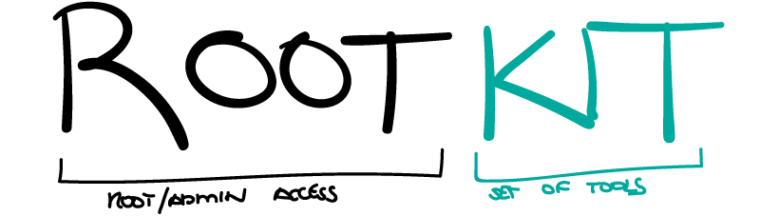 ROOT KIT
ROOT/ADMIN ACCESS SET OF TOOLS